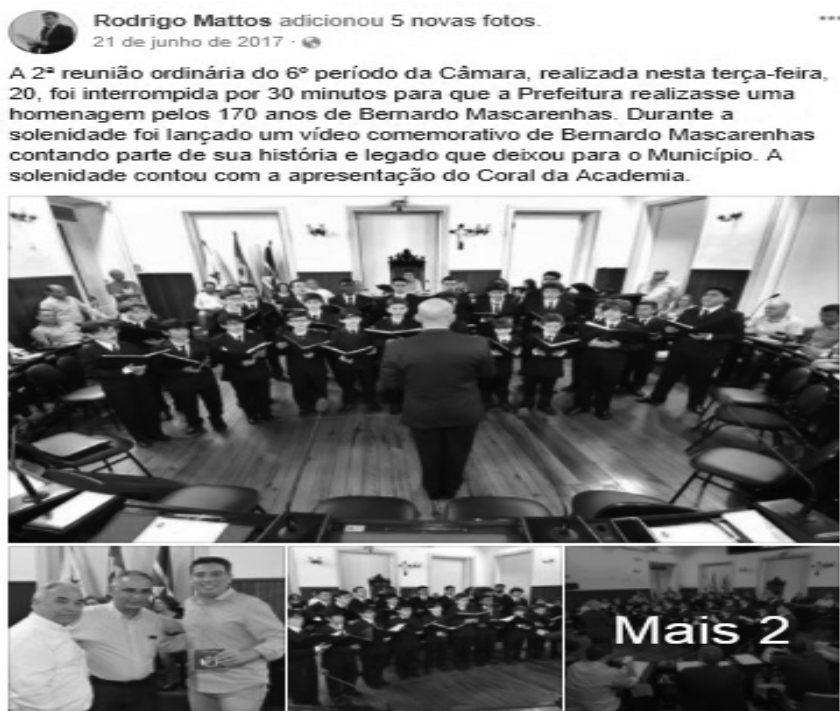 Rodrigo Mattos adicionou 5 novas fotos.
21 de junho de 2017 ·
A 2ª reunião ordinária do 6º período da Câmara, realizada nesta terça-feira,
20, foi interrompida por 30 minutos para que a Prefeitura realizasse uma
homenagem pelos 170 anos de Bernardo Mascarenhas. Durante a
solenidade foi lançado um vídeo comemorativo de Bernardo Mascarenhas
contando parte de sua história e legado que deixou para o Município. A
solenidade contou com a apresentação do Coral da Academia.
Mais 2